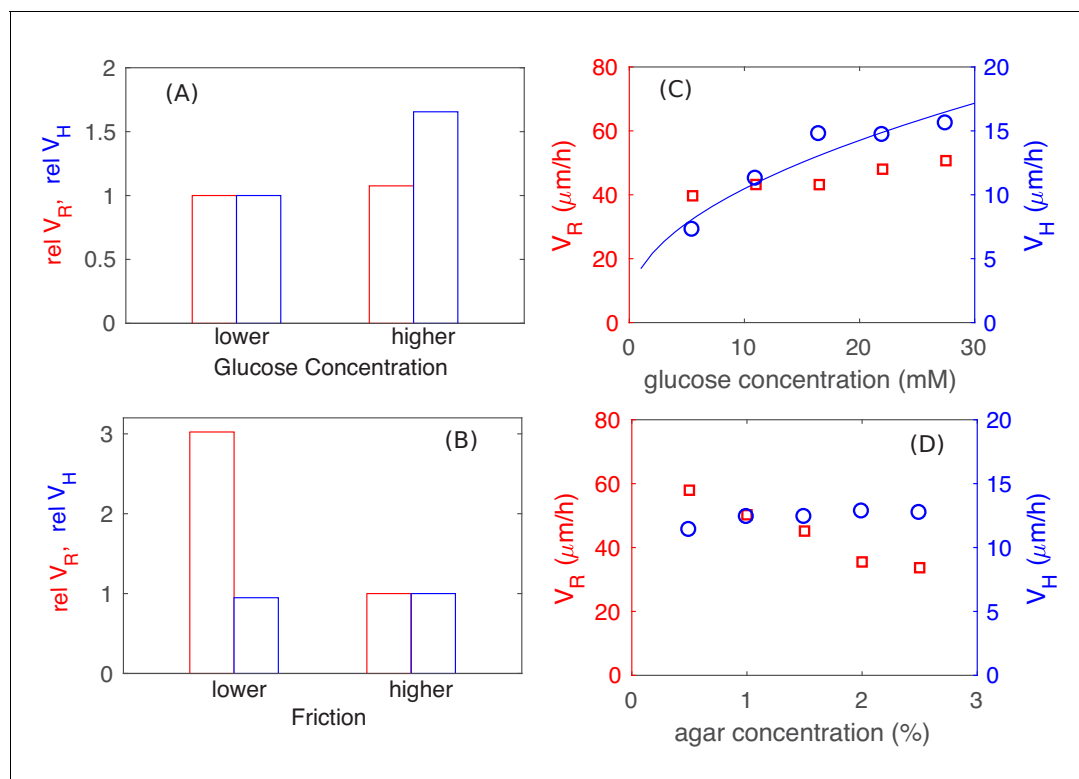 (A)
rel V_R, rel V_H
2
1.5
1
0.5
0
lower higher
Glucose Concentration
(C)
V_R (μm/h)
80
60
40
20
0
V_H (μm/h)
20
15
10
5
0
0 10 20 30
glucose concentration (mM)
(B)
rel V_R, rel V_H
3
2
1
0
lower higher
Friction
(D)
V_R (μm/h)
80
60
40
20
0
V_H (μm/h)
20
15
10
5
0
0 1 2 3
agar concentration (%)